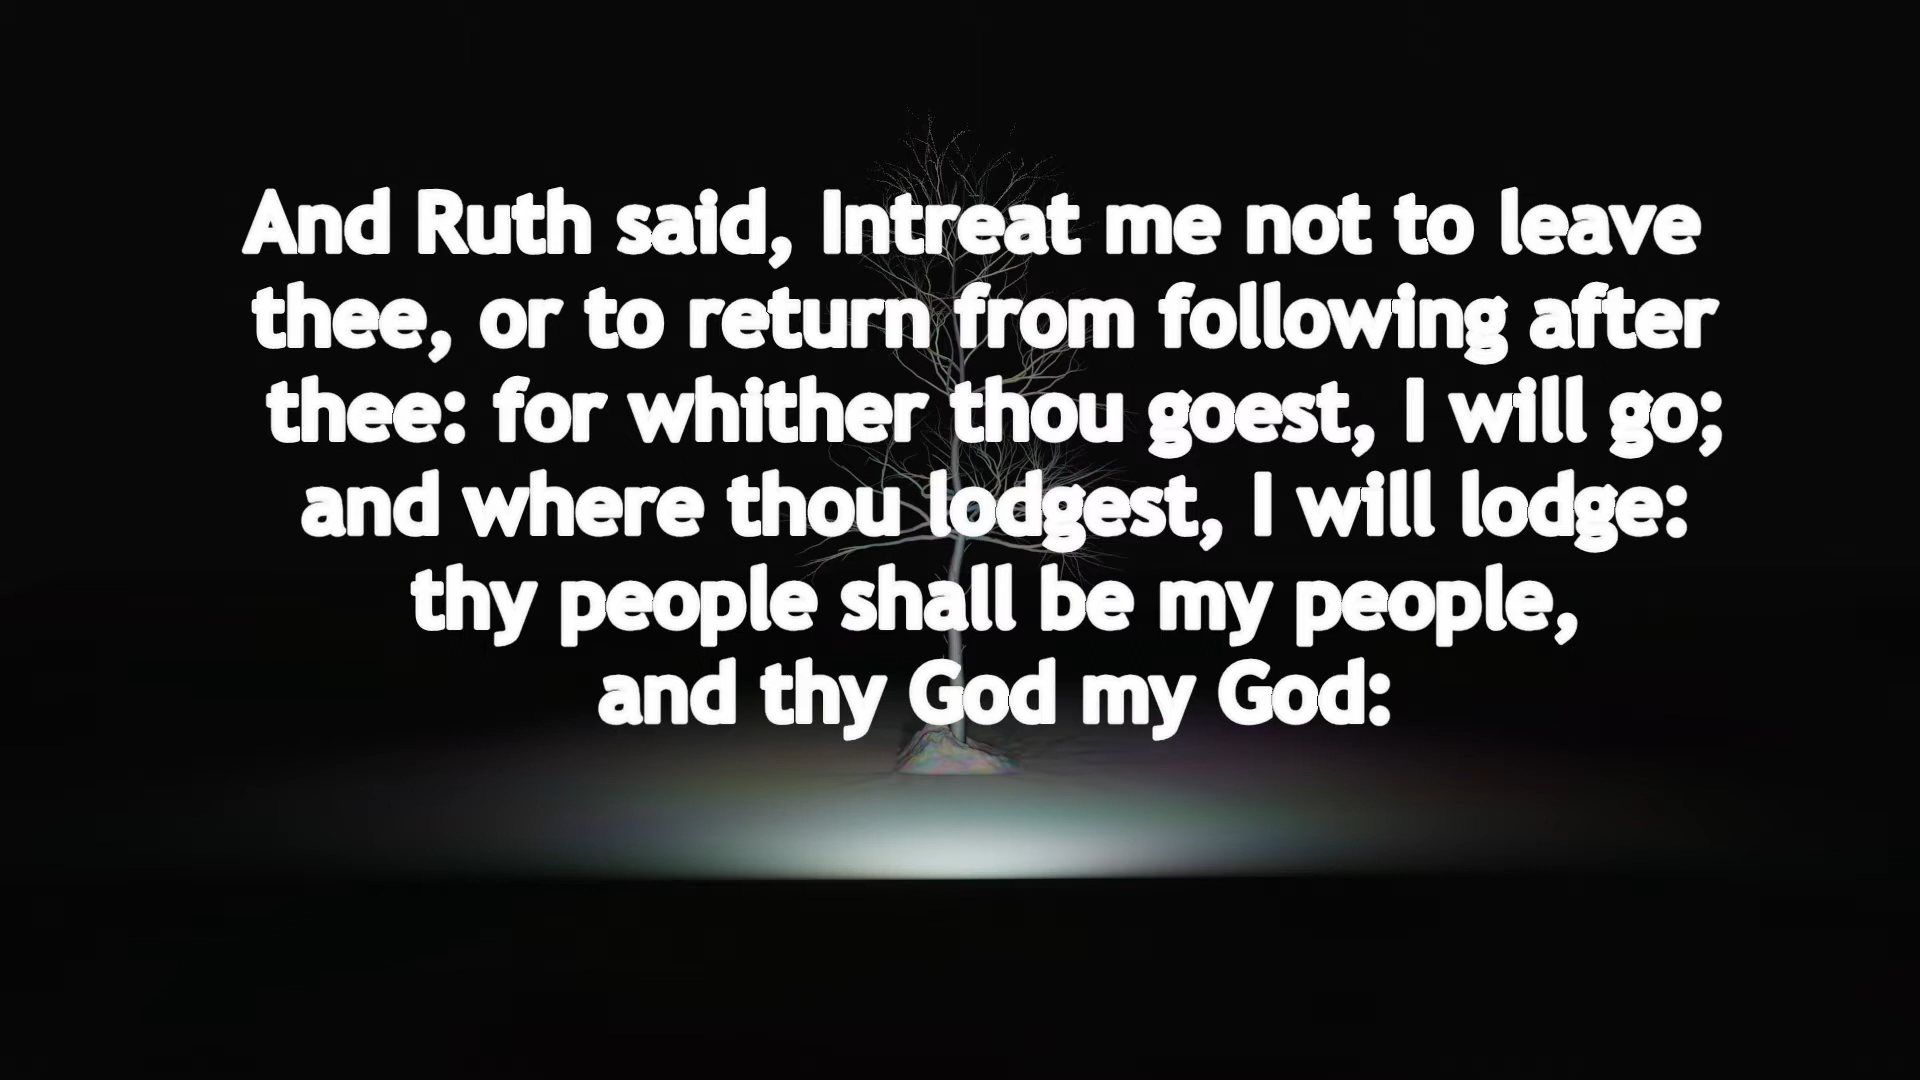 And Ruth said, Intreat me not to leave
thee, or to return from following after
thee: for whither thou goest, I will go;
and where thou lodgest, I will lodge:
thy people shall be my people,
and thy God my God: